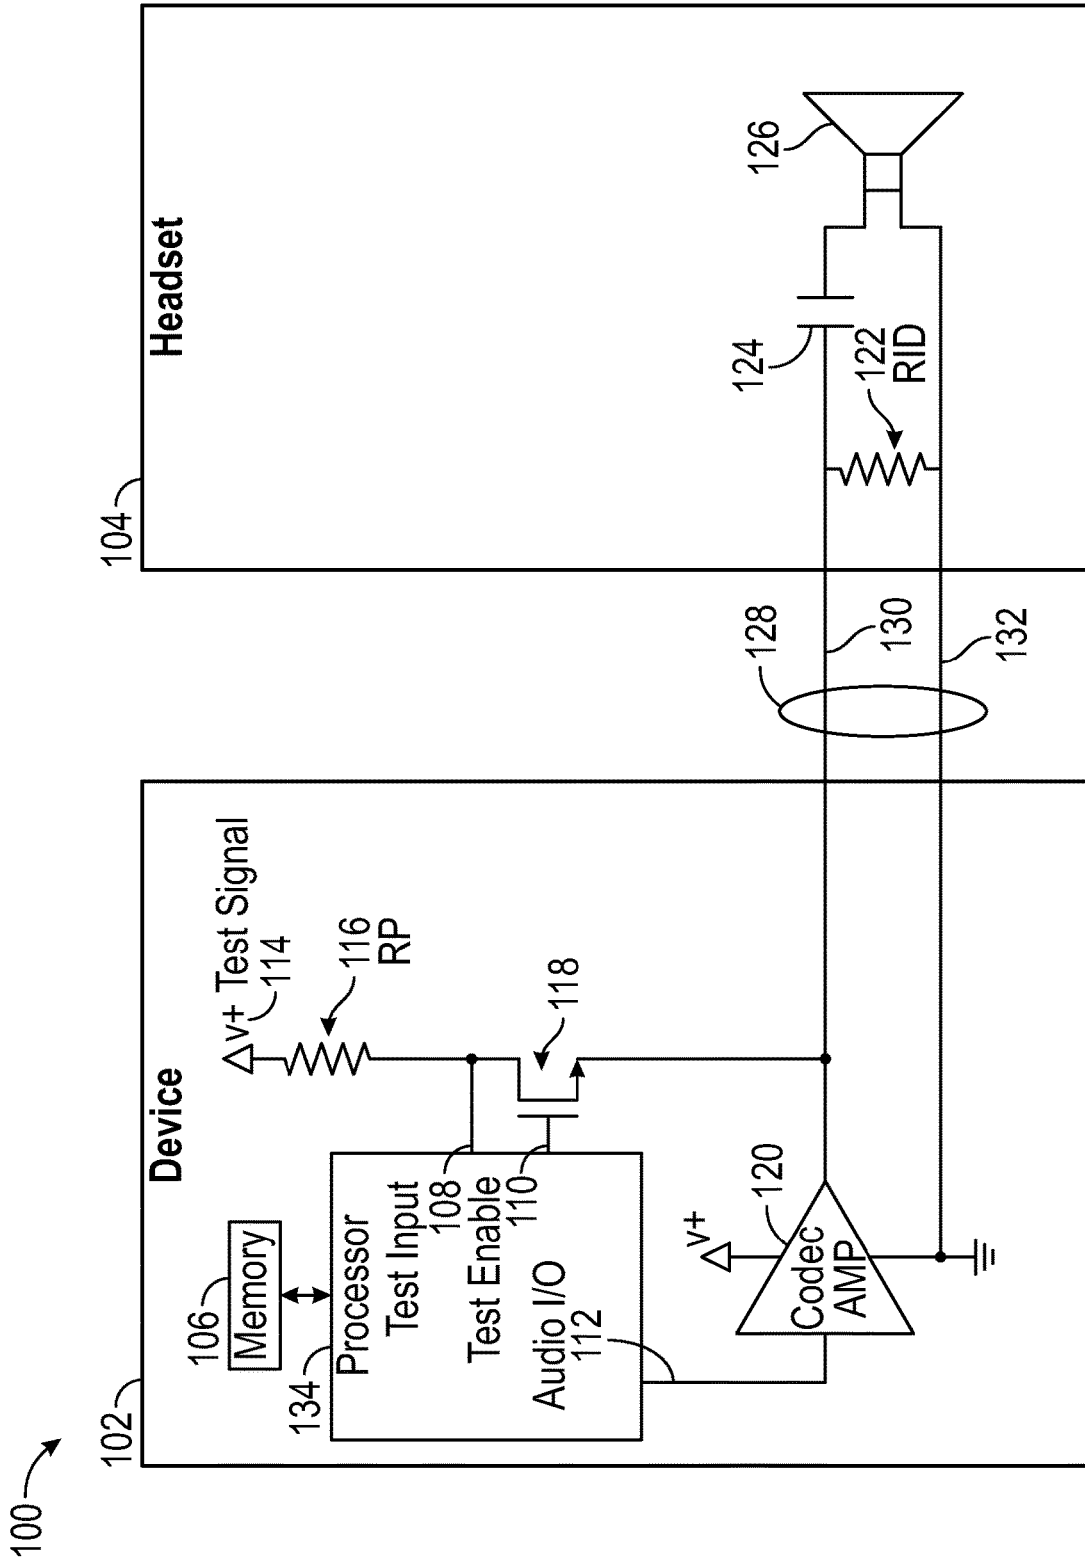 100
102
Device
106
Memory
134
Processor
Test Input
108
Test Enable
110
Audio I/O
112
v+ Test Signal
114
116
RP
118
v+
120
Codec
AMP
128
130
132
104
Headset
124
122
RID
126